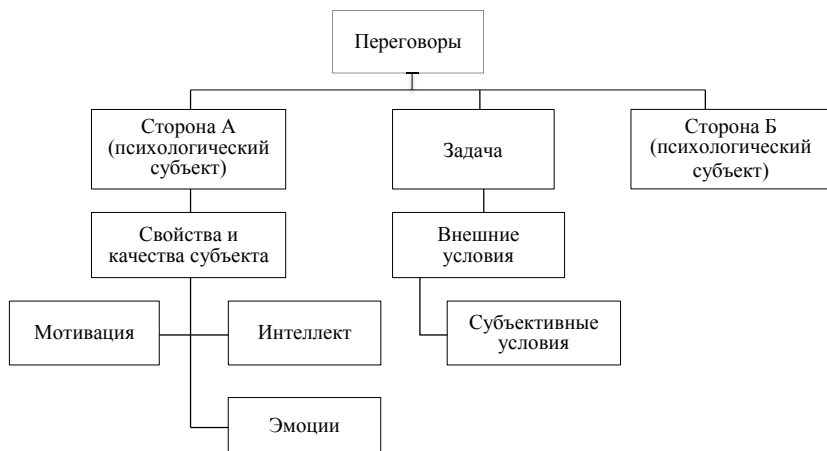 Переговоры
Сторона А
(психологический
субъект)
Задача
Сторона Б
(психологический
субъект)
Свойства и
качества субъекта
Внешние
условия
Мотивация
Интеллект
Субъективные
условия
Эмоции